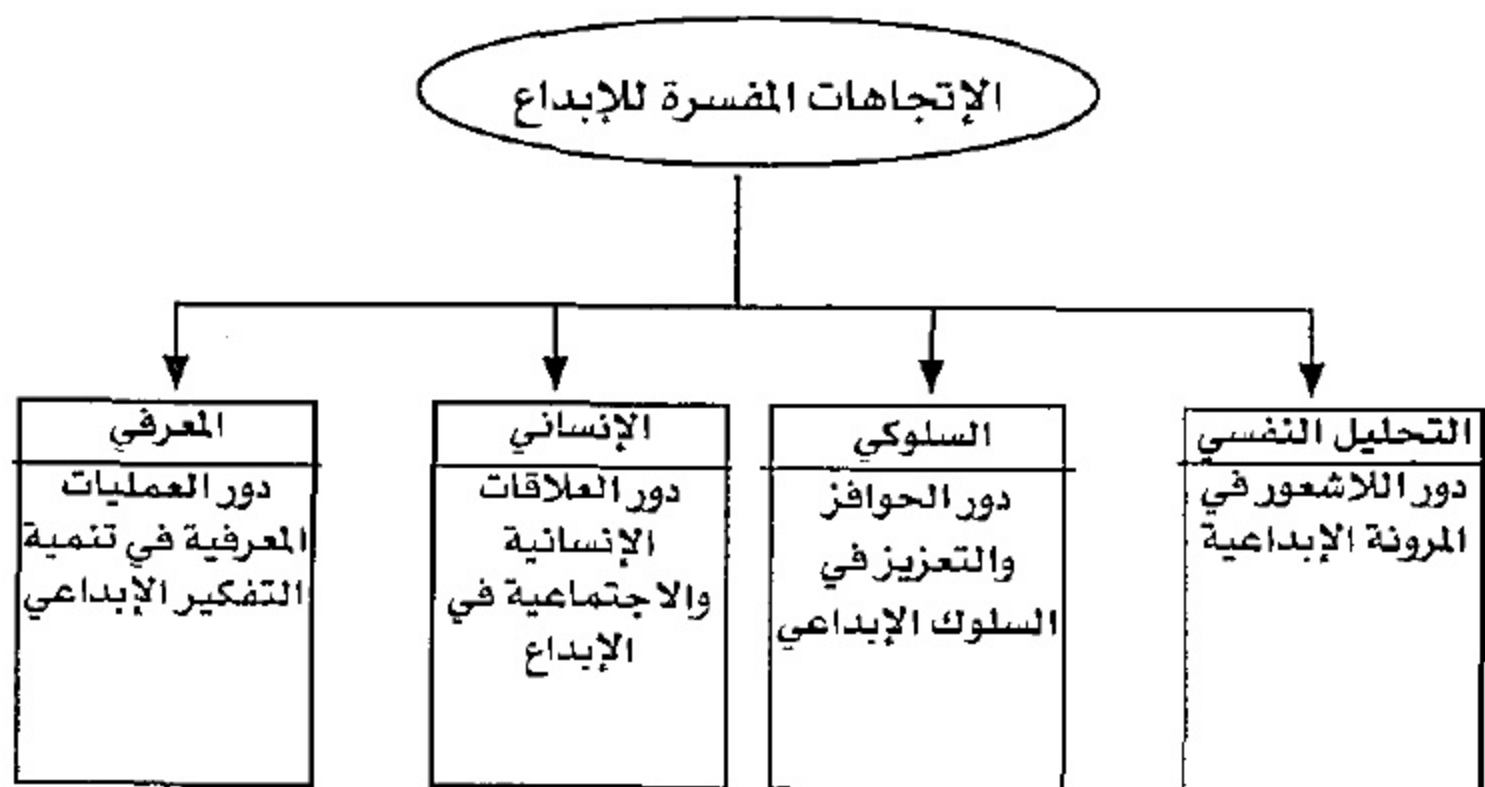 الإتجاهات المفسرة للإبداع
التحليل النفسي
دور اللاشعور في
المرونة الإبداعية
السلوكي
دور الحوافز
والتعزيز في
السلوك الإبداعي
الإنساني
دور العلاقات
الإنسانية
والاجتماعية في
الإبداع
المعرفي
دور العمليات
المعرفية في تنمية
التفكير الإبداعي